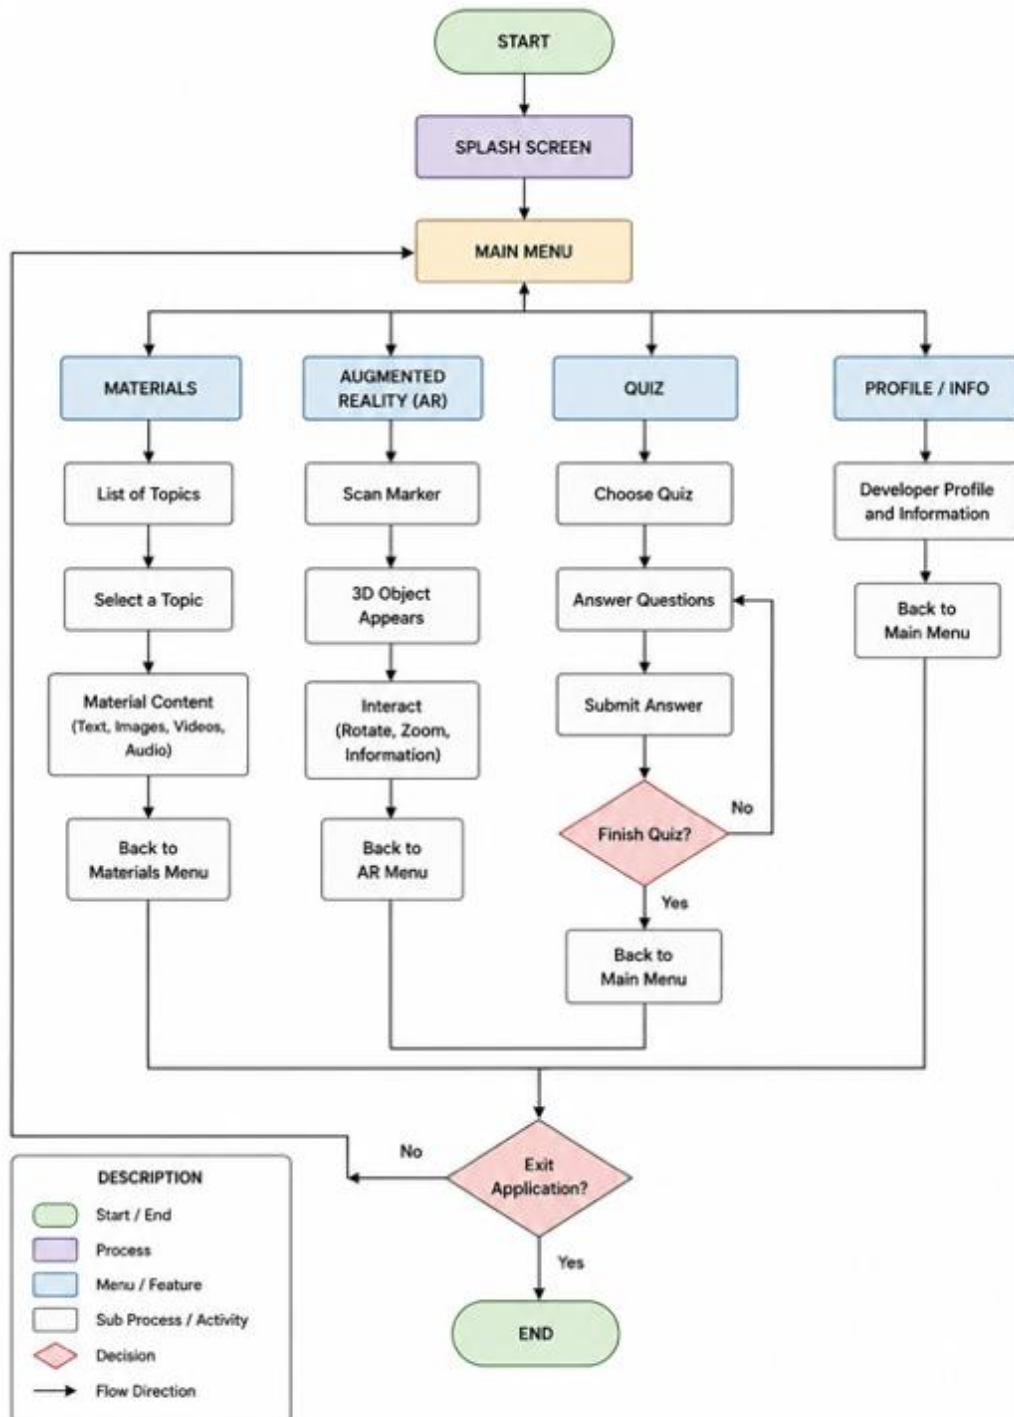 START
SPLASH SCREEN
MAIN MENU
MATERIALS
List of Topics
Select a Topic
Material Content
(Text, Images, Videos,
Audio)
Back to
Materials Menu
AUGMENTED
REALITY (AR)
Scan Marker
3D Object
Appears
Interact
(Rotate, Zoom,
Information)
Back to
AR Menu
QUIZ
Choose Quiz
Answer Questions
Submit Answer
Finish Quiz?
No
Yes
Back to
Main Menu
PROFILE / INFO
Developer Profile
and Information
Back to
Main Menu
Exit
Application?
No
Yes
END
DESCRIPTION
Start / End
Process
Menu / Feature
Sub Process / Activity
Decision
Flow Direction